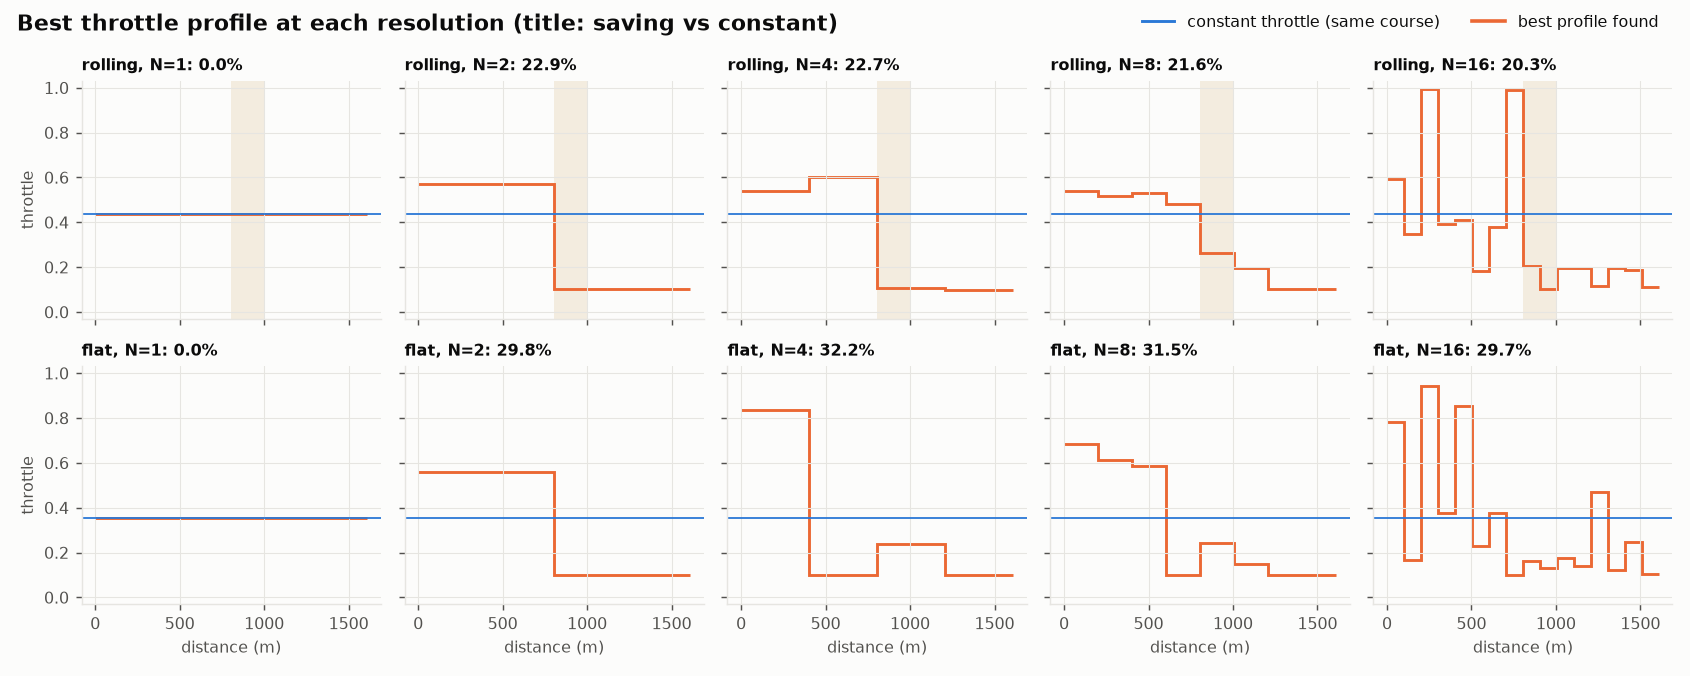 Best throttle profile at each resolution (title: saving vs constant)
constant throttle (same course)
best profile found
rolling, N=1: 0.0%
rolling, N=2: 22.9%
rolling, N=4: 22.7%
rolling, N=8: 21.6%
rolling, N=16: 20.3%
1.0
0.8
0.6
0.4
0.2
0.0
throttle
flat, N=1: 0.0%
flat, N=2: 29.8%
flat, N=4: 32.2%
flat, N=8: 31.5%
flat, N=16: 29.7%
1.0
0.8
0.6
0.4
0.2
0.0
throttle
0 500 1000 1500
0 500 1000 1500
0 500 1000 1500
0 500 1000 1500
0 500 1000 1500
distance (m)
distance (m)
distance (m)
distance (m)
distance (m)